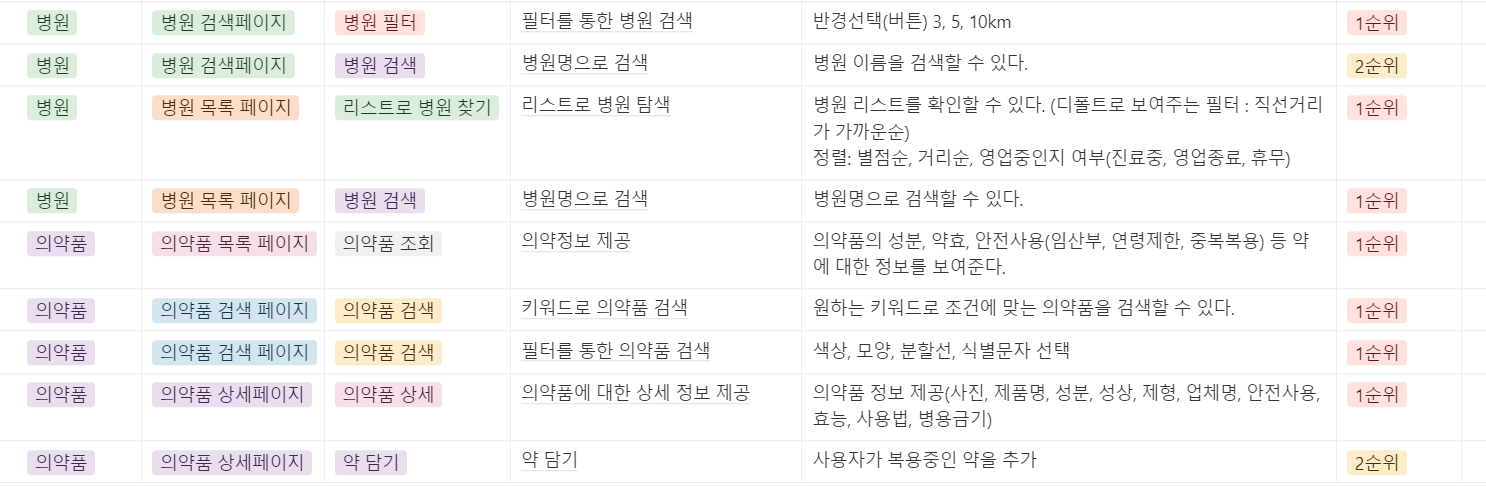 병원 병원 검색페이지 병원 필터 필터를 통한 병원 검색 반경선택(버튼) 3, 5, 10km 1순위
병원 병원 검색페이지 병원 검색 병원명으로 검색 병원 이름을 검색할 수 있다. 2순위
병원 병원 목록 페이지 리스트로 병원 찾기 리스트로 병원 탐색 병원 리스트를 확인할 수 있다. (디폴트로 보여주는 필터 : 직선거리
가 가까운순) 1순위
정렬: 별점순, 거리순, 영업중인지 여부(진료중, 영업종료, 휴무)
병원 병원 목록 페이지 병원 검색 병원명으로 검색 병원명으로 검색할 수 있다. 1순위
의약품 의약품 목록 페이지 의약품 조회 의약정보 제공 의약품의 성분, 약효, 안전사용(임산부, 연령제한, 중복복용) 등 약 1순위
에 대한 정보를 보여준다.
의약품 의약품 검색 페이지 의약품 검색 키워드로 의약품 검색 원하는 키워드로 조건에 맞는 의약품을 검색할 수 있다. 1순위
의약품 의약품 검색 페이지 의약품 검색 필터를 통한 의약품 검색 색상, 모양, 분할선, 식별문자 선택 1순위
의약품 의약품 상세페이지 의약품 상세 의약품에 대한 상세 정보 제공 의약품 정보 제공(사진, 제품명, 성분, 성상, 제형, 업체명, 안전사용, 1순위
효능, 사용법, 병용금기)
의약품 의약품 상세페이지 약 담기 약 담기 사용자가 복용중인 약을 추가 2순위